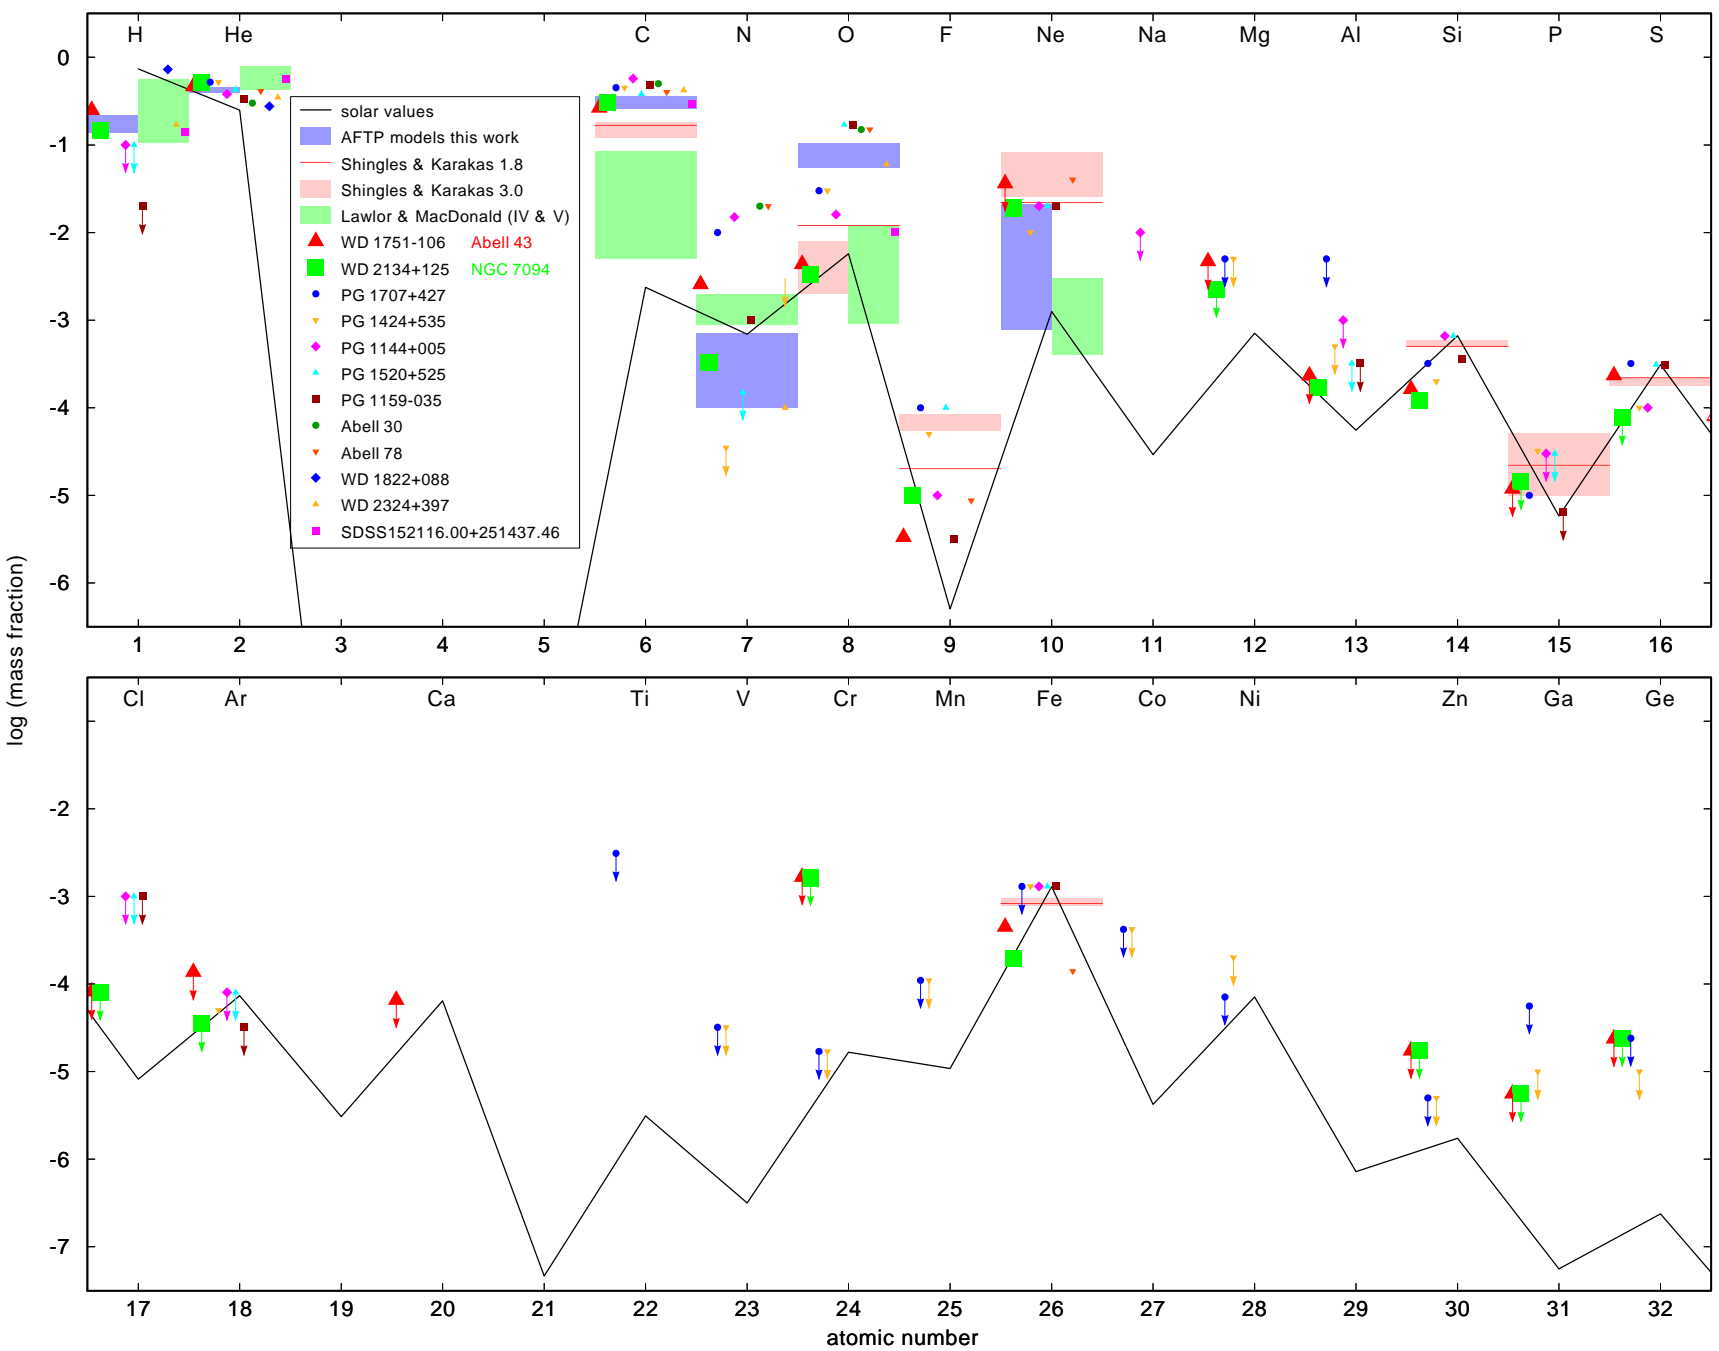 H He C N O F Ne Na Mg Al Si P S
0
-1
-2
-3
-4
-5
-6
solar values
AFTP models this work
Shingles & Karakas 1.8
Shingles & Karakas 3.0
Lawlor & MacDonald (IV & V)
WD 1751-106 Abell 43
WD 2134+125 NGC 7094
PG 1707+427
PG 1424+535
PG 1144+005
PG 1520+525
PG 1159-035
Abell 30
Abell 78
WD 1822+088
WD 2324+397
SDSS152116.00+251437.46
1 2 3 4 5 6 7 8 9 10 11 12 13 14 15 16
log (mass fraction)
Cl Ar Ca Ti V Cr Mn Fe Co Ni Zn Ga Ge
-2
-3
-4
-5
-6
-7
17 18 19 20 21 22 23 24 25 26 27 28 29 30 31 32
atomic number